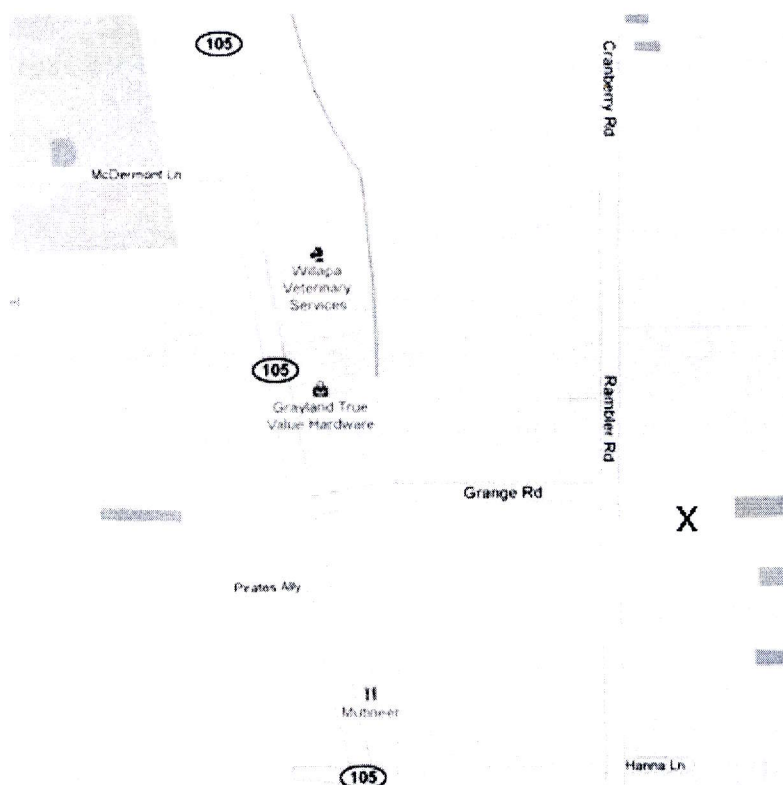 105
Cranberry Rd
McDermont Ln
Willapa
Veterinary
Services
105
Grayland True
Value Hardware
Rambler Rd
Grange Rd
X
Pirates Ally
Mutineer
Hanna Ln
105